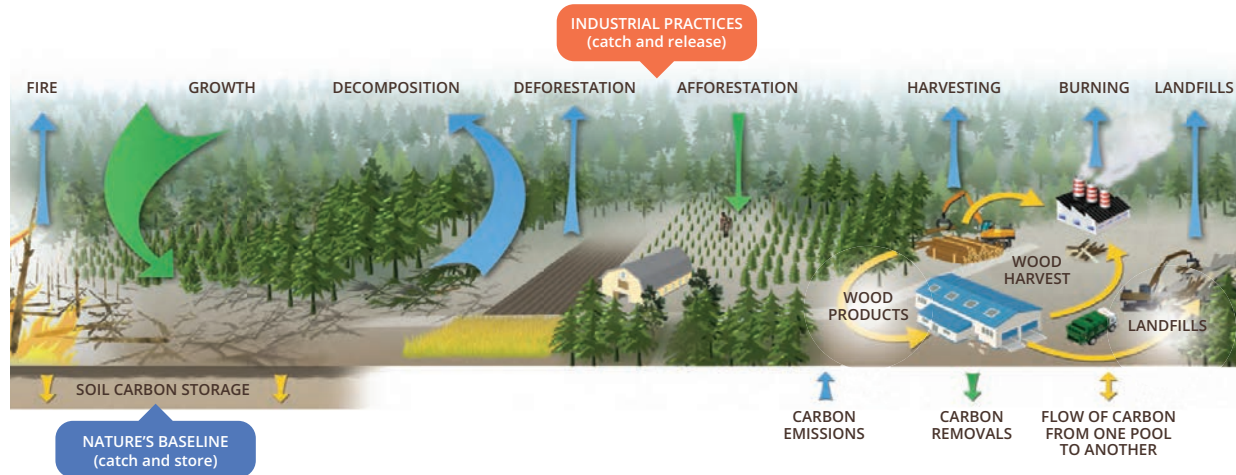 INDUSTRIAL PRACTICES
(catch and release)
FIRE
GROWTH
DECOMPOSITION
DEFORESTATION
AFFORESTATION
HARVESTING
BURNING
LANDFILLS
WOOD
HARVEST
WOOD
PRODUCTS
LANDFILLS
SOIL CARBON STORAGE
NATURE'S BASELINE
(catch and store)
CARBON
EMISSIONS
CARBON
REMOVALS
FLOW OF CARBON
FROM ONE POOL
TO ANOTHER